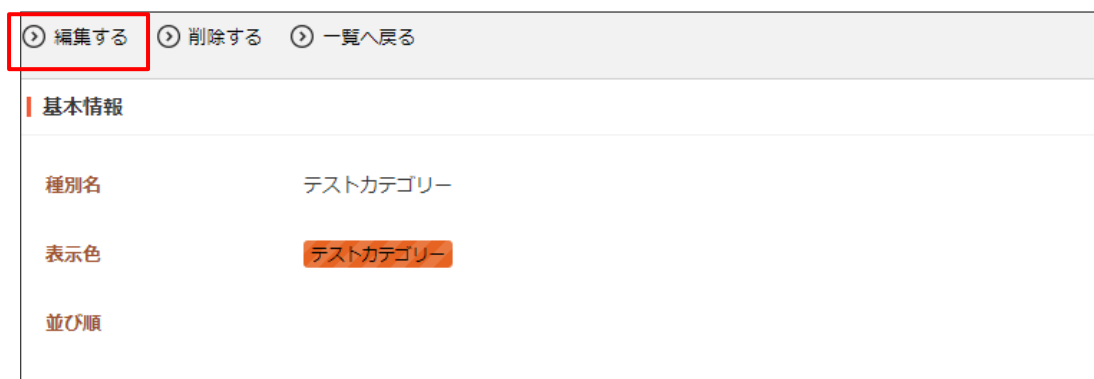 編集する 削除する 一覧へ戻る
基本情報
種別名 テストカテゴリー
表示色 テストカテゴリー
並び順